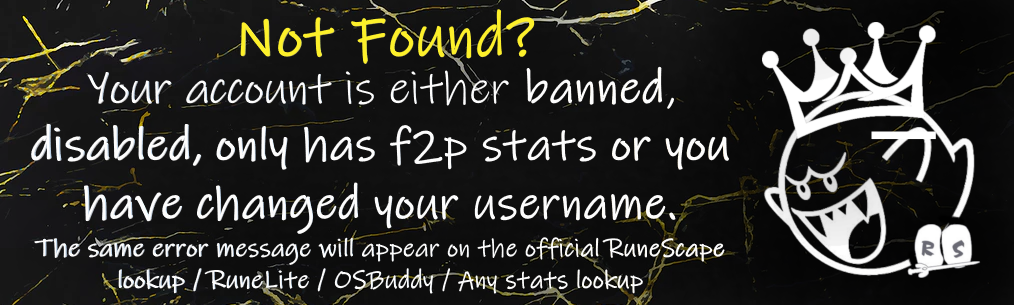 Not Found?
Your account is either banned,
disabled, only has f2p stats or you
have changed your username.
The same error message will appear on the official RuneScape
lookup / RuneLite / OSBuddy / Any stats lookup
R S